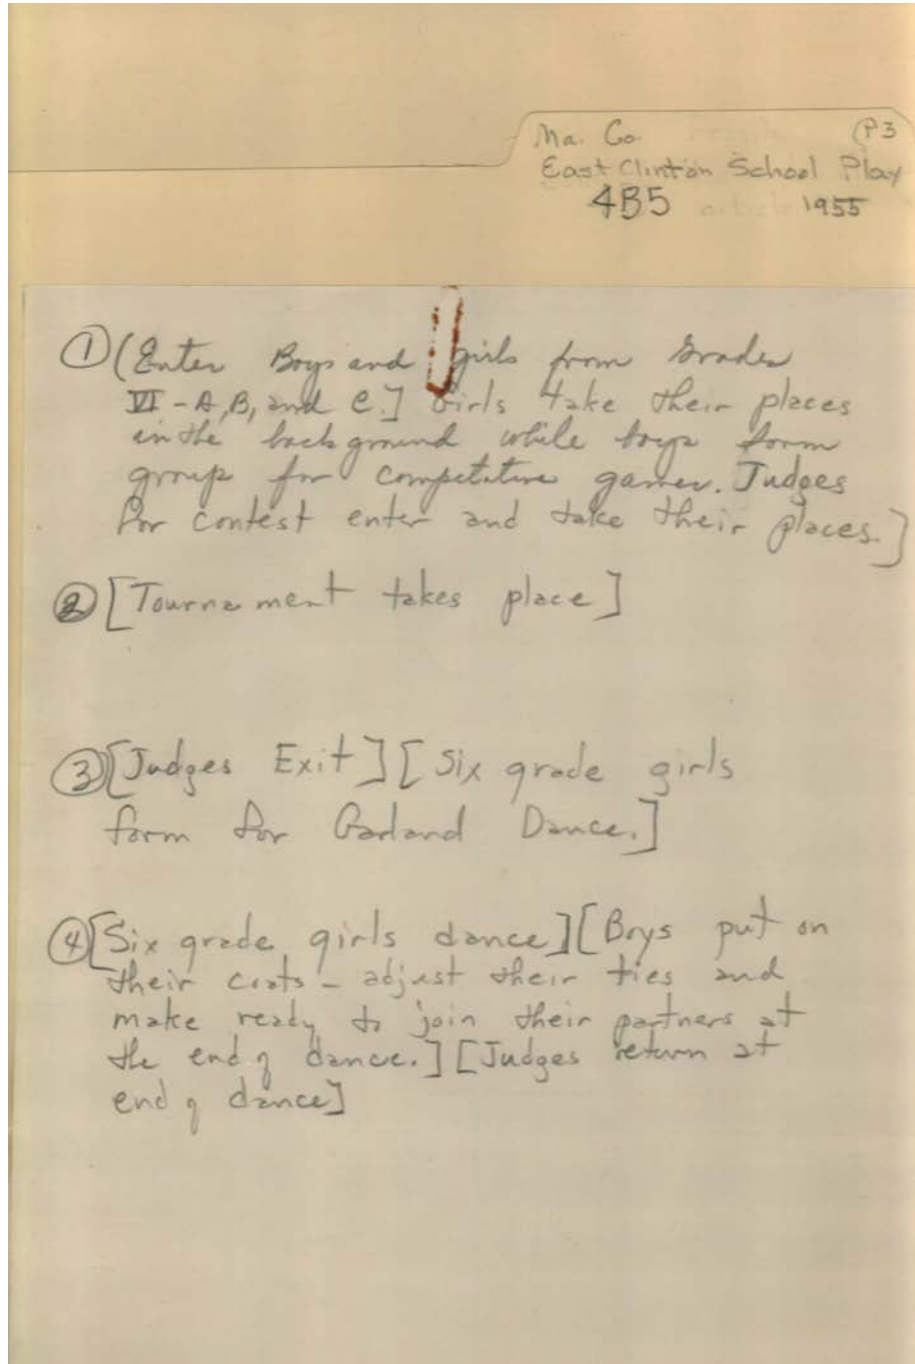 Ma. Co. P3
East Clinton School Play
4B5 1955
① (Enter Boys and girls from Grades
VI - A, B, and C.] Girls take their places
in the background while boys form
group for competitive games. Judges
for contest enter and take their places.]
② [Tournament takes place]
③ [Judges Exit] [Six grade girls
form for Garland Dance.]
④ [Six grade girls dance] [Boys put on
their coats - adjust their ties and
make ready to join their partners at
the end of dance.] [Judges return at
end of dance]